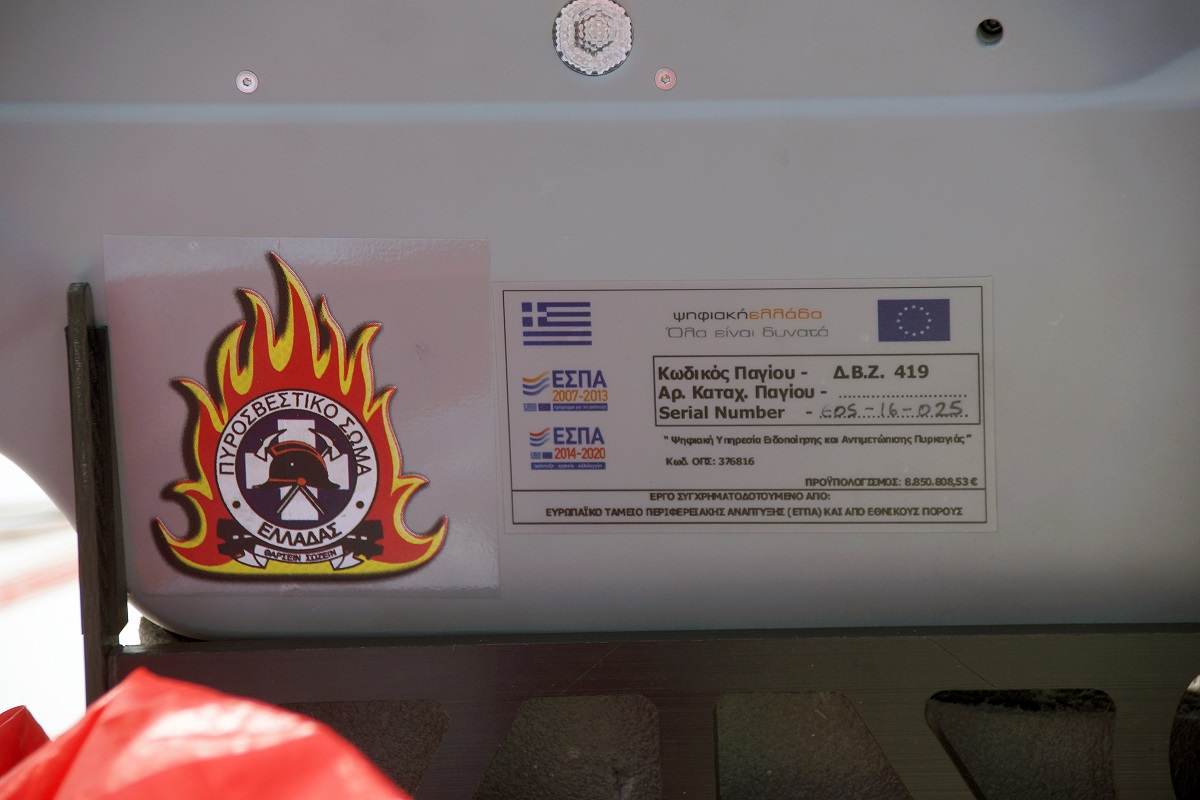 ΠΥΡΟΣΒΕΣΤΙΚΟ ΣΩΜΑ
ΕΛΛΑΔΑΣ
ΘΑΡΣΕΙΝ ΣΩΖΕΙΝ
ψηφιακήελλάδα
Όλα είναι δυνατά
ΕΣΠΑ
2007-2013
ΕΣΠΑ
2014-2020
Κωδικός Παγίου - Δ.Β.Ζ. 419
Αρ. Καταχ. Παγίου - ........................
Serial Number - EOS-16-025
“ Ψηφιακή Υπηρεσία Ειδοποίησης και Αντιμετώπισης Πυρκαγιάς”
Κωδ. ΟΠΣ: 376816
ΠΡΟΫΠΟΛΟΓΙΣΜΟΣ: 8.850.808,53 €
ΕΡΓΟ ΣΥΓΧΡΗΜΑΤΟΔΟΤΟΥΜΕΝΟ ΑΠΟ:
ΕΥΡΩΠΑΪΚΟ ΤΑΜΕΙΟ ΠΕΡΙΦΕΡΕΙΑΚΗΣ ΑΝΑΠΤΥΞΗΣ (ΕΤΠΑ) ΚΑΙ ΑΠΟ ΕΘΝΙΚΟΥΣ ΠΟΡΟΥΣ